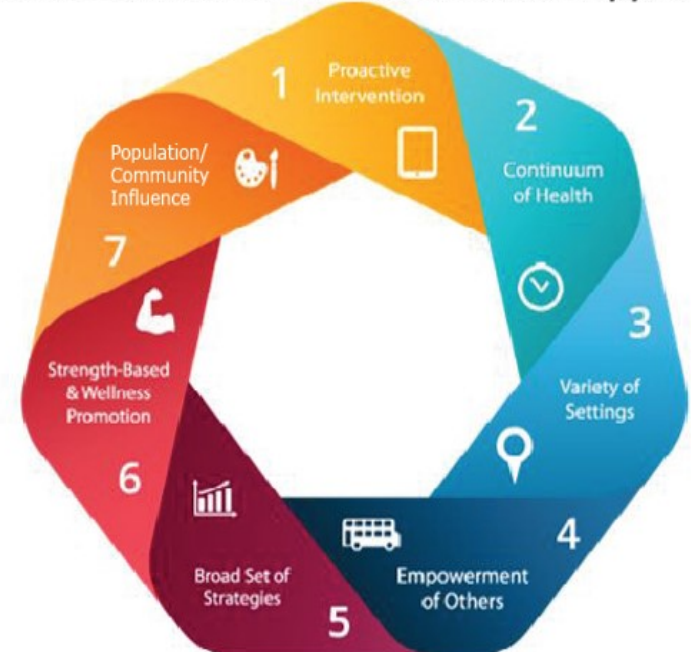 1
Proactive
Intervention
2
Continuum
of Health
3
Variety of
Settings
4
Empowerment
of Others
5
Broad Set of
Strategies
6
Strength-Based
& Wellness
Promotion
7
Population/
Community
Influence